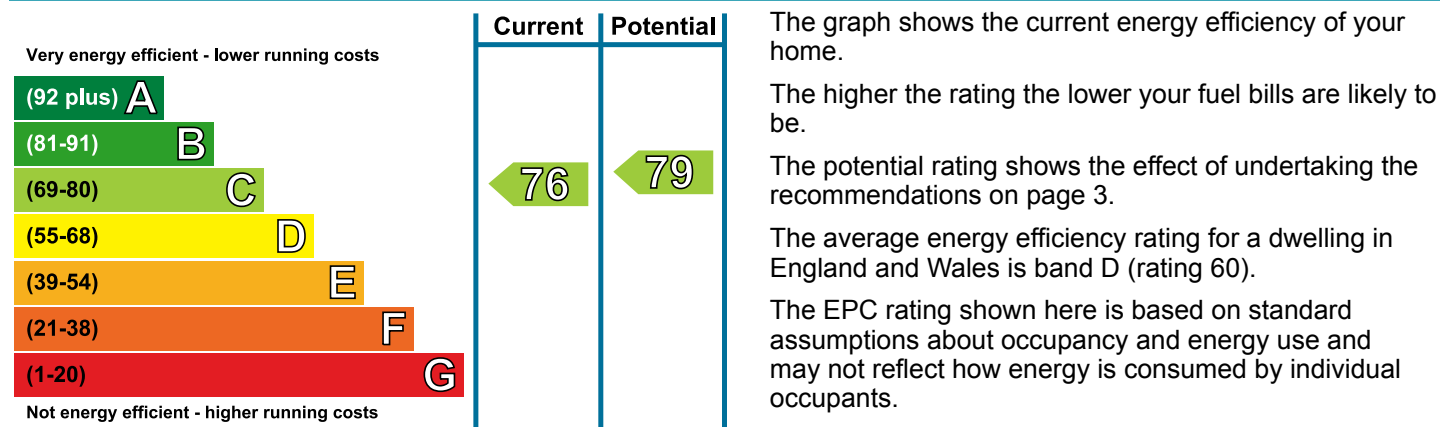 Current Potential
Very energy efficient - lower running costs
(92 plus) A
(81-91) B
(69-80) C
(55-68) D
(39-54) E
(21-38) F
(1-20) G
Not energy efficient - higher running costs
76
79
The graph shows the current energy efficiency of your
home.
The higher the rating the lower your fuel bills are likely to
be.
The potential rating shows the effect of undertaking the
recommendations on page 3.
The average energy efficiency rating for a dwelling in
England and Wales is band D (rating 60).
The EPC rating shown here is based on standard
assumptions about occupancy and energy use and
may not reflect how energy is consumed by individual
occupants.